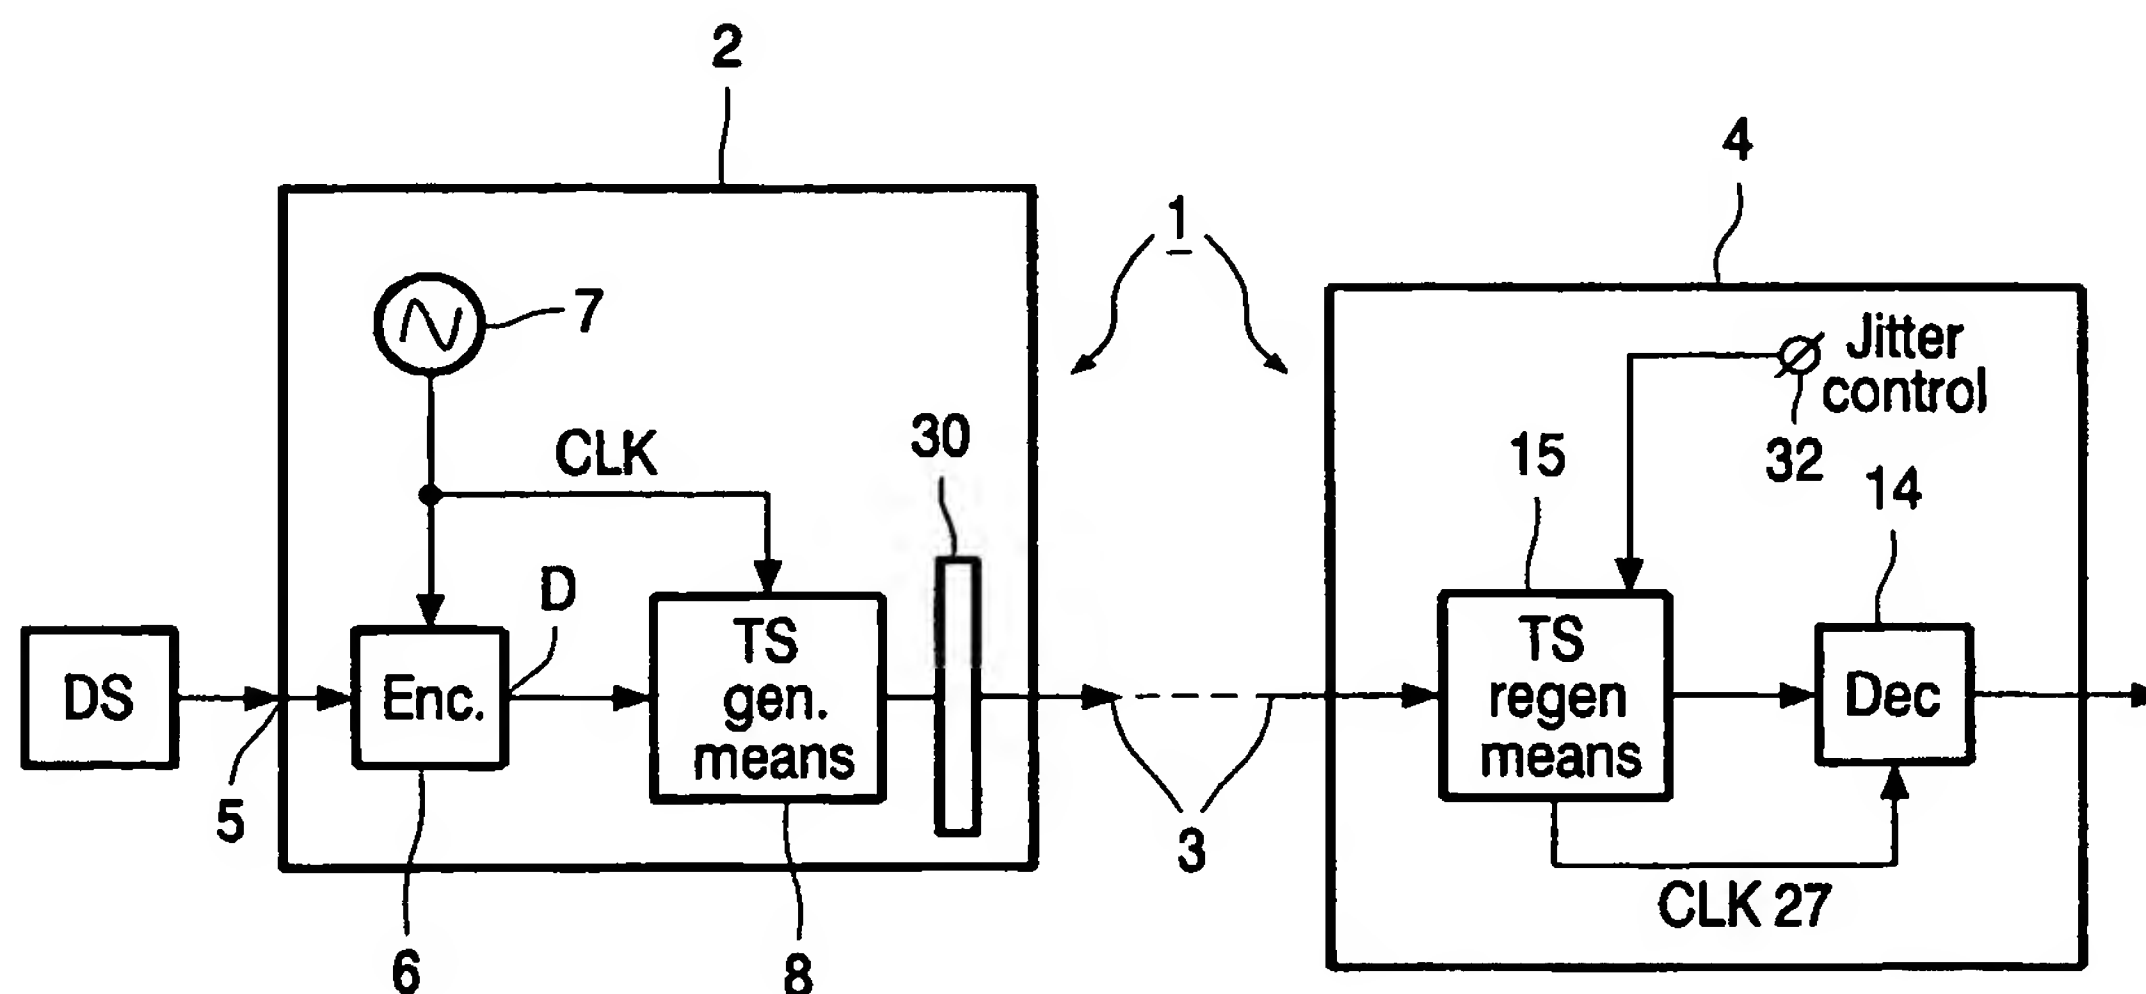 2
4
1
7
Jitter
control
32
CLK
30
15
14
D
DS
Enc.
TS
gen.
means
TS
regen
means
Dec
5
3
CLK 27
6
8